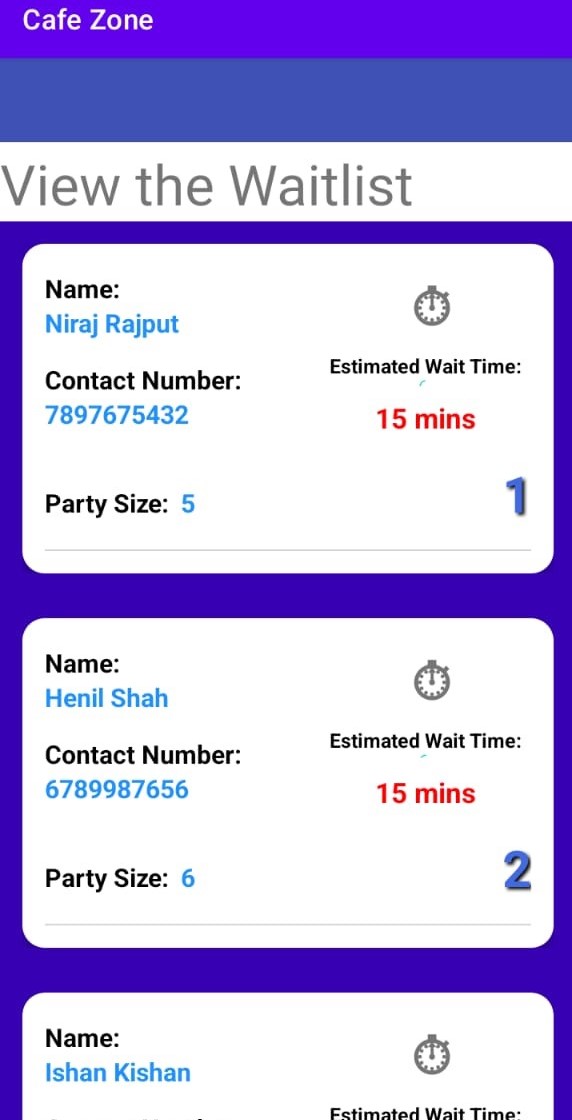 Cafe Zone
View the Waitlist
Name:
Niraj Rajput
Contact Number:
7897675432
Estimated Wait Time:
15 mins
Party Size: 5
1
Name:
Henil Shah
Contact Number:
6789987656
Estimated Wait Time:
15 mins
Party Size: 6
2
Name:
Ishan Kishan
Estimated Wait Time: